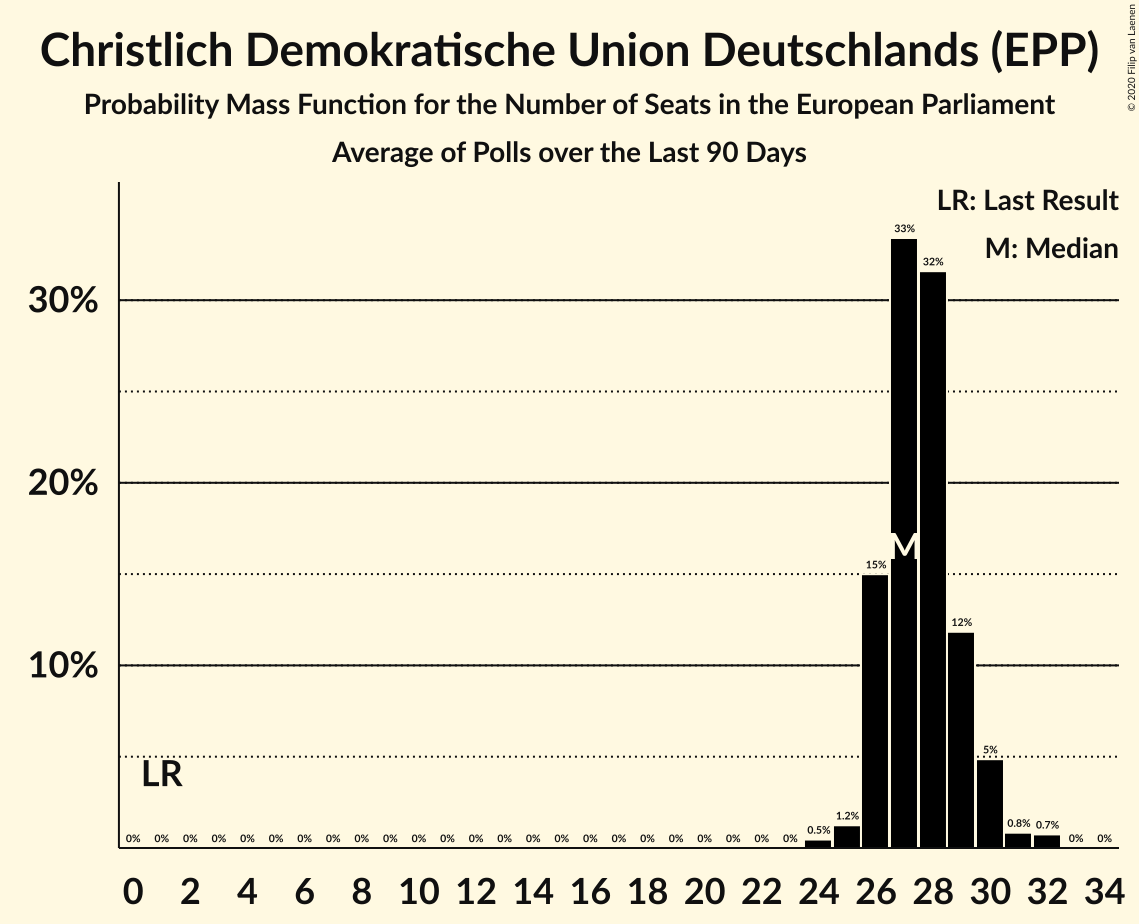 Christlich Demokratische Union Deutschlands (EPP)
Probability Mass Function for the Number of Seats in the European Parliament
Average of Polls over the Last 90 Days
© 2020 Filip van Laenen
LR: Last Result
M: Median
33%
32%
30%
20%
M
15%
12%
10%
5%
LR
0% 0% 0% 0% 0% 0% 0% 0% 0% 0% 0% 0% 0% 0% 0% 0% 0% 0% 0% 0% 0% 0% 0% 0% 0.5% 1.2% 0.8% 0.7% 0% 0%
0 2 4 6 8 10 12 14 16 18 20 22 24 26 28 30 32 34